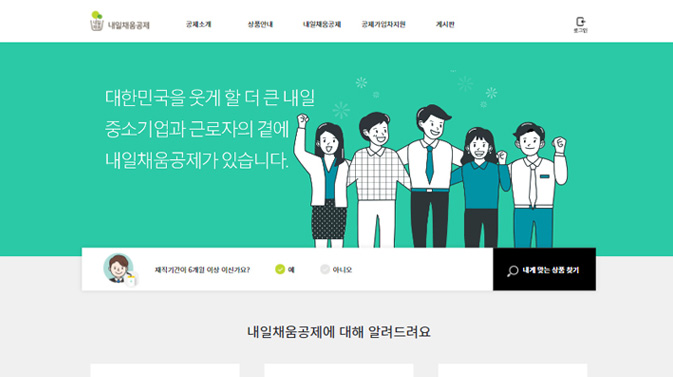 내일채움공제
공제소개
상품안내
내일채움공제
공제가입자지원
게시판
로그인
대한민국을 웃게 할 더 큰 내일
중소기업과 근로자의 곁에
내일채움공제가 있습니다.
재직기간이 6개월 이상 이신가요?
예
아니오
내게 맞는 상품 찾기
내일채움공제에 대해 알려드려요